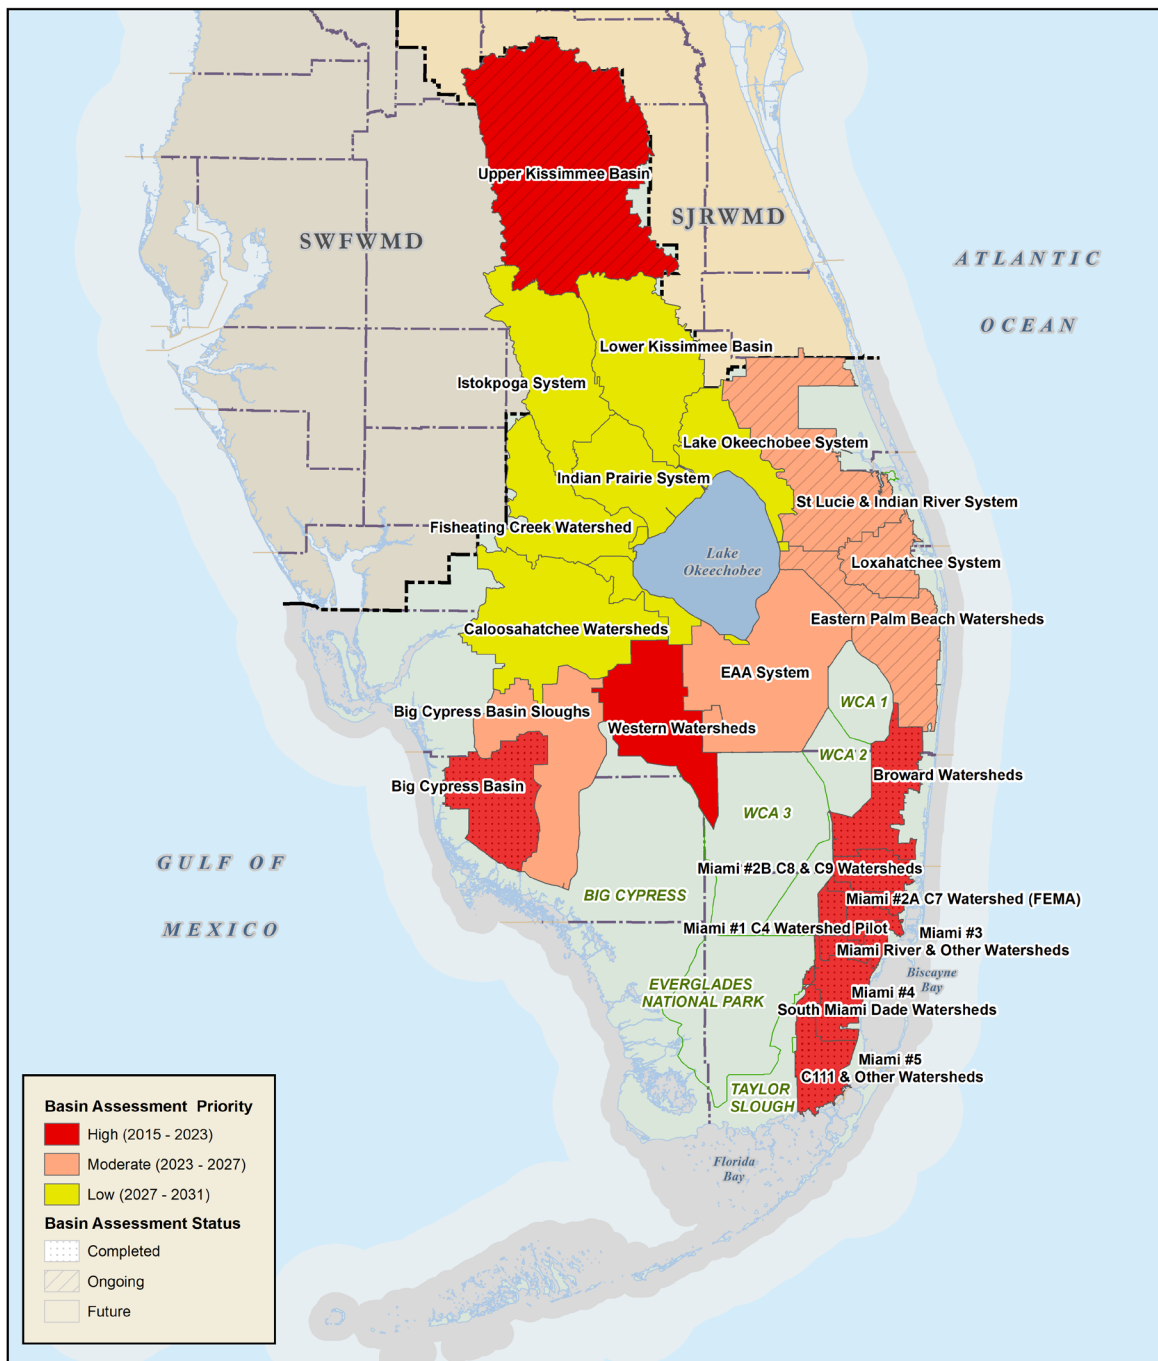 Upper Kissimmee Basin
SJRWMD
SWFWMD
ATLANTIC
OCEAN
Lower Kissimmee Basin
Istokpoga System
Lake Okeechobee System
Indian Prairie System
St Lucie & Indian River System
Fisheating Creek Watershed
Lake
Okeechobee
Loxahatchee System
Eastern Palm Beach Watersheds
Caloosahatchee Watersheds
EAA System
WCA 1
Big Cypress Basin Sloughs
Western Watersheds
WCA 2
Broward Watersheds
Big Cypress Basin
WCA 3
GULF OF
MEXICO
Miami #2B C8 & C9 Watersheds
BIG CYPRESS
Miami #2A C7 Watershed (FEMA)
Miami #1 C4 Watershed Pilot
Miami #3
Miami River & Other Watersheds
Biscayne
Bay
EVERGLADES
NATIONAL PARK
Miami #4
South Miami Dade Watersheds
Miami #5
C111 & Other Watersheds
TAYLOR
SLOUGH
Florida
Bay
Basin Assessment Priority
High (2015 - 2023)
Moderate (2023 - 2027)
Low (2027 - 2031)
Basin Assessment Status
Completed
Ongoing
Future